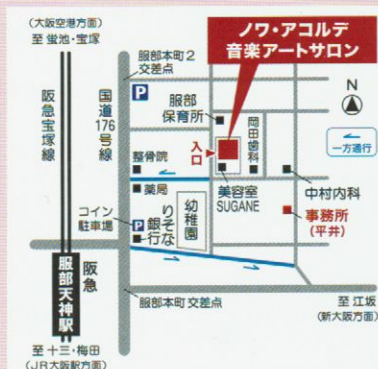 (大阪空港方面)
至 蛍池・宝塚
阪急宝塚線
国道176号線
服部本町2
交差点
P
ノワ・アコルデ
音楽アートサロン
N
一方通行
服部
保育所
岡田歯科
入口
整骨院
薬局
コイン
駐車場
P
りそな
銀行
幼稚園
美容室
SUGANE
中村内科
事務所
(平井)
阪急
服部天神駅
服部本町 交差点
至 江坂
(新大阪方面)
至 十三・梅田
(JR大阪駅方面)